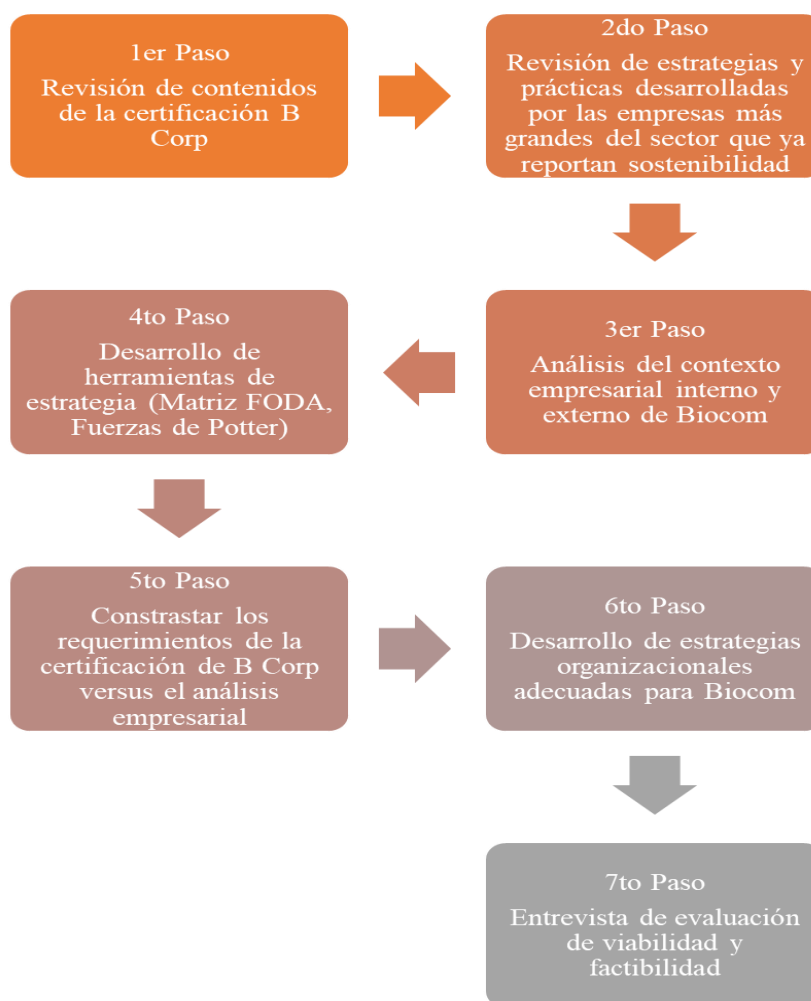 1er Paso
Revisión de contenidos
de la certificación B
Corp
2do Paso
Revisión de estrategias y
prácticas desarrolladas
por las empresas más
grandes del sector que ya
reportan sostenibilidad
3er Paso
Análisis del contexto
empresarial interno y
externo de Biocom
4to Paso
Desarrollo de
herramientas de
estrategia (Matriz FODA,
Fuerzas de Potter)
5to Paso
Constrastar los
requerimientos de la
certificación de B Corp
versus el análisis
empresarial
6to Paso
Desarrollo de estrategias
organizacionales
adecuadas para Biocom
7to Paso
Entrevista de evaluación
de viabilidad y
factibilidad